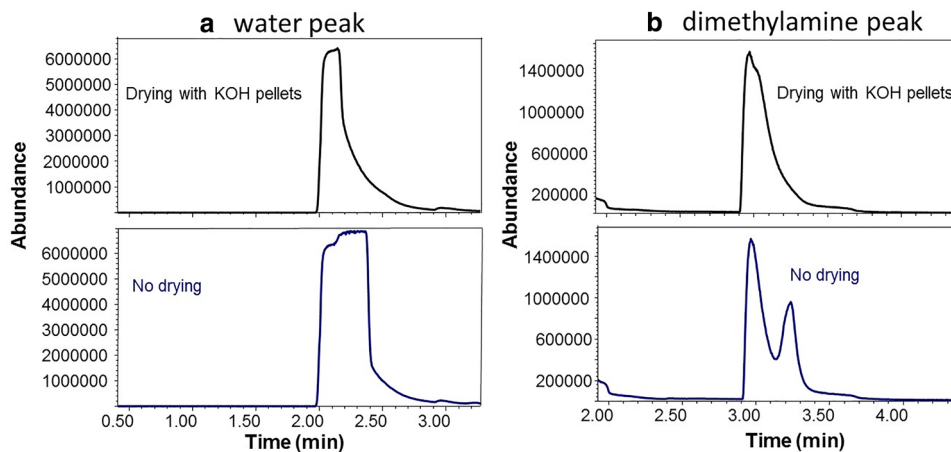 a water peak
b dimethylamine peak
Abundance
6000000
5000000
4000000
3000000
2000000
1000000
Drying with KOH pellets
6000000
5000000
4000000
3000000
2000000
1000000
No drying
0.50 1.00 1.50 2.00 2.50 3.00
Time (min)
Abundance
1400000
1000000
600000
200000
Drying with KOH pellets
1400000
1000000
600000
200000
No drying
2.00 2.50 3.00 3.50 4.00
Time (min)